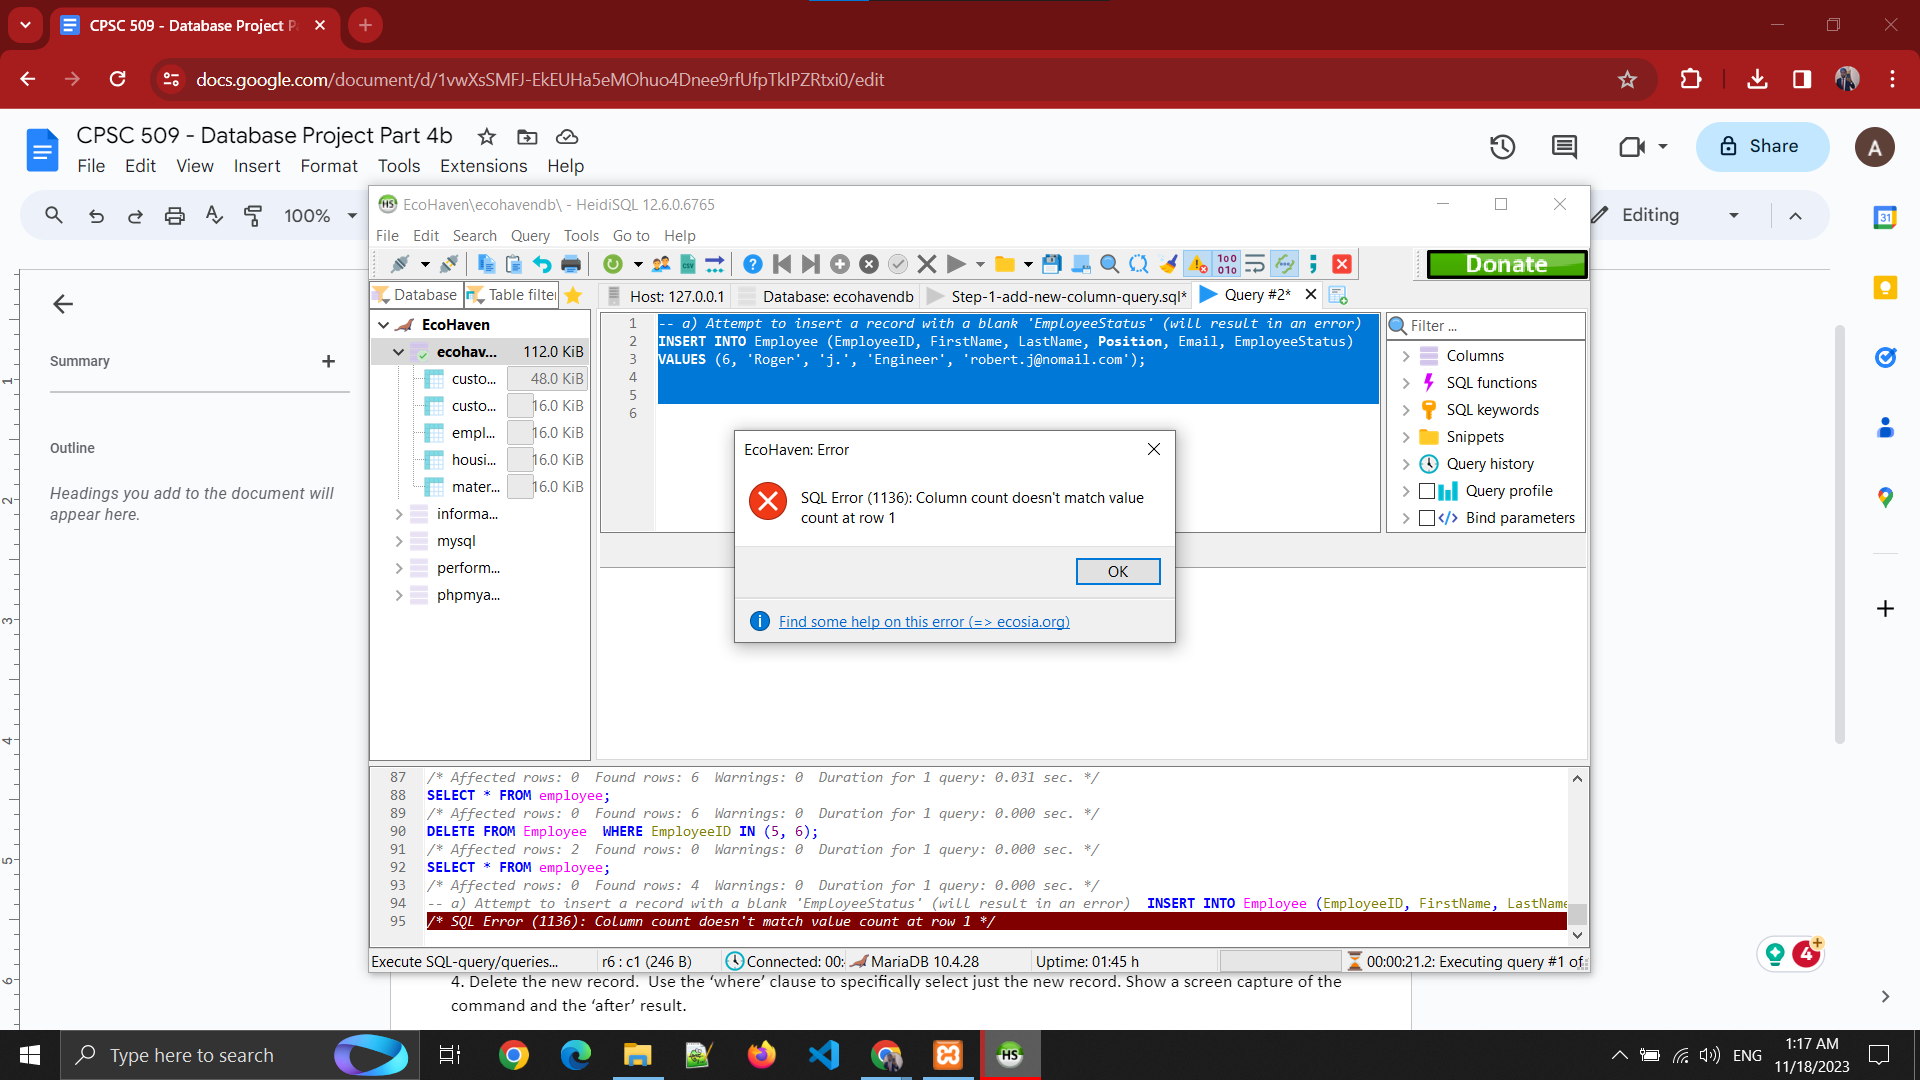 CPSC 509 - Database Project P
docs.google.com/document/d/1vwXsSMFJ-EkEUHa5eMOhuo4Dnee9rfUfpTkIPZRtxi0/edit
CPSC 509 - Database Project Part 4b
File Edit View Insert Format Tools Extensions Help
Share
A
100%
Editing
31
Summary
Outline
Headings you add to the document will
appear here.
HS EcoHaven\ecohavendb\ - HeidiSQL 12.6.0.6765
File Edit Search Query Tools Go to Help
CSV
100
010
Donate
Database Table filter
Host: 127.0.0.1 Database: ecohavendb Step-1-add-new-column-query.sql* Query #2*
EcoHaven
ecohav... 112.0 KiB
custo... 48.0 KiB
custo... 16.0 KiB
empl... 16.0 KiB
housi... 16.0 KiB
mater... 16.0 KiB
informa...
mysql
perform...
phpmya...
1 -- a) Attempt to insert a record with a blank 'EmployeeStatus' (will result in an error)
2 INSERT INTO Employee (EmployeeID, FirstName, LastName, Position, Email, EmployeeStatus)
3 VALUES (6, 'Roger', 'j.', 'Engineer', 'robert.j@nomail.com');
4
5
6
Filter ...
Columns
SQL functions
SQL keywords
Snippets
Query history
Query profile
Bind parameters
EcoHaven: Error
SQL Error (1136): Column count doesn't match value
count at row 1
OK
Find some help on this error (=> ecosia.org)
87 /* Affected rows: 0 Found rows: 6 Warnings: 0 Duration for 1 query: 0.031 sec. */
88 SELECT * FROM employee;
89 /* Affected rows: 0 Found rows: 6 Warnings: 0 Duration for 1 query: 0.000 sec. */
90 DELETE FROM Employee WHERE EmployeeID IN (5, 6);
91 /* Affected rows: 2 Found rows: 0 Warnings: 0 Duration for 1 query: 0.000 sec. */
92 SELECT * FROM employee;
93 /* Affected rows: 0 Found rows: 4 Warnings: 0 Duration for 1 query: 0.000 sec. */
94 -- a) Attempt to insert a record with a blank 'EmployeeStatus' (will result in an error) INSERT INTO Employee (EmployeeID, FirstName, LastName
95 /* SQL Error (1136): Column count doesn't match value count at row 1 */
Execute SQL-query/queries... r6 : c1 (246 B) Connected: 00: MariaDB 10.4.28 Uptime: 01:45 h 00:00:21.2: Executing query #1 of
4. Delete the new record. Use the ‘where’ clause to specifically select just the new record. Show a screen capture of the
command and the ‘after’ result.
1
2
3
4
5
6
4
Type here to search
HS
ENG
1:17 AM
11/18/2023